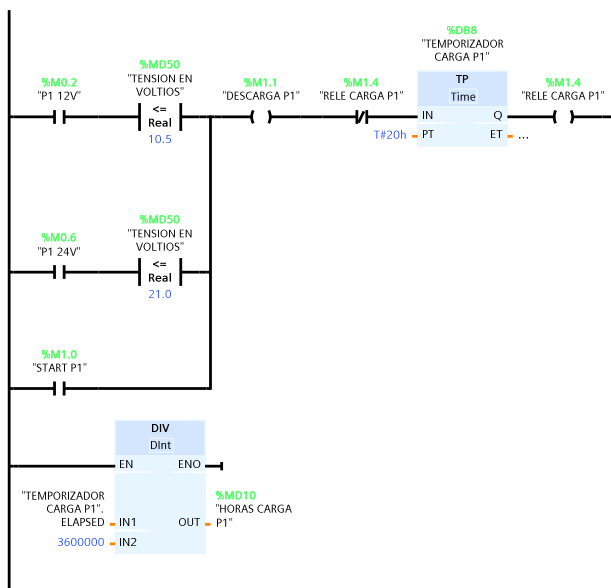 %DB8
"TEMPORIZADOR
CARGA P1"
%M0.2
"P1 12V"
%MD50
"TENSION EN
VOLTIOS"
<=
Real
10.5
%M1.1
"DESCARGA P1"
%M1.4
"RELE CARGA P1"
TP
Time
IN
Q
T#20h
PT
ET
...
%M1.4
"RELE CARGA P1"
%M0.6
"P1 24V"
%MD50
"TENSION EN
VOLTIOS"
<=
Real
21.0
%M1.0
"START P1"
DIV
DInt
EN
ENO
"TEMPORIZADOR
CARGA P1".
ELAPSED
IN1
3600000
IN2
OUT
%MD10
"HORAS CARGA
P1"